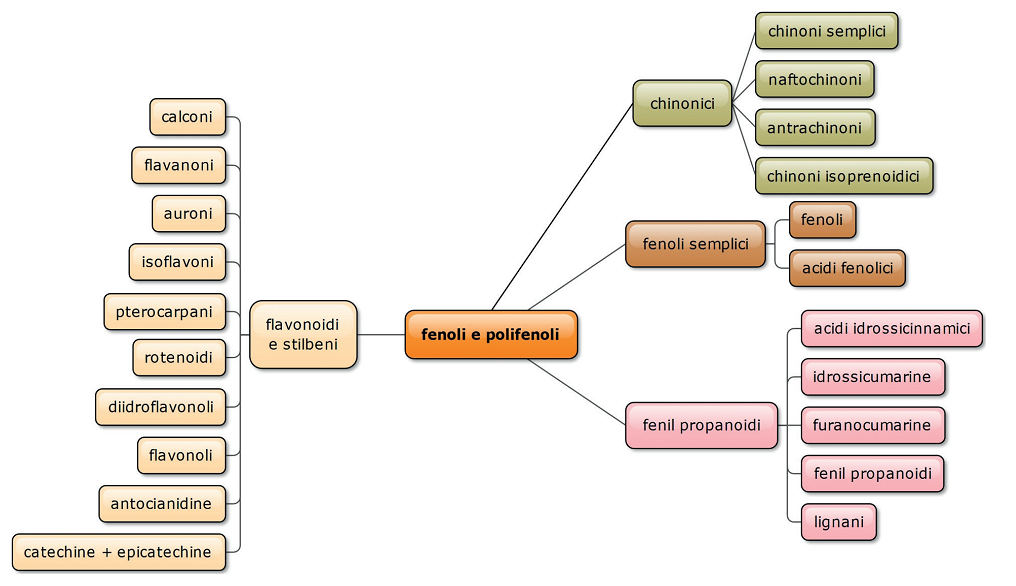 fenoli e polifenoli
chinonici
chinoni semplici
naftochinoni
antrachinoni
chinoni isoprenoidici
fenoli semplici
fenoli
acidi fenolici
fenil propanoidi
acidi idrossicinnamici
idrossicumarine
furanocumarine
fenil propanoidi
lignani
flavonoidi
e stilbeni
calconi
flavanoni
auroni
isoflavoni
pterocarpani
rotenoidi
diidroflavonoli
flavonoli
antocianidine
catechine + epicatechine